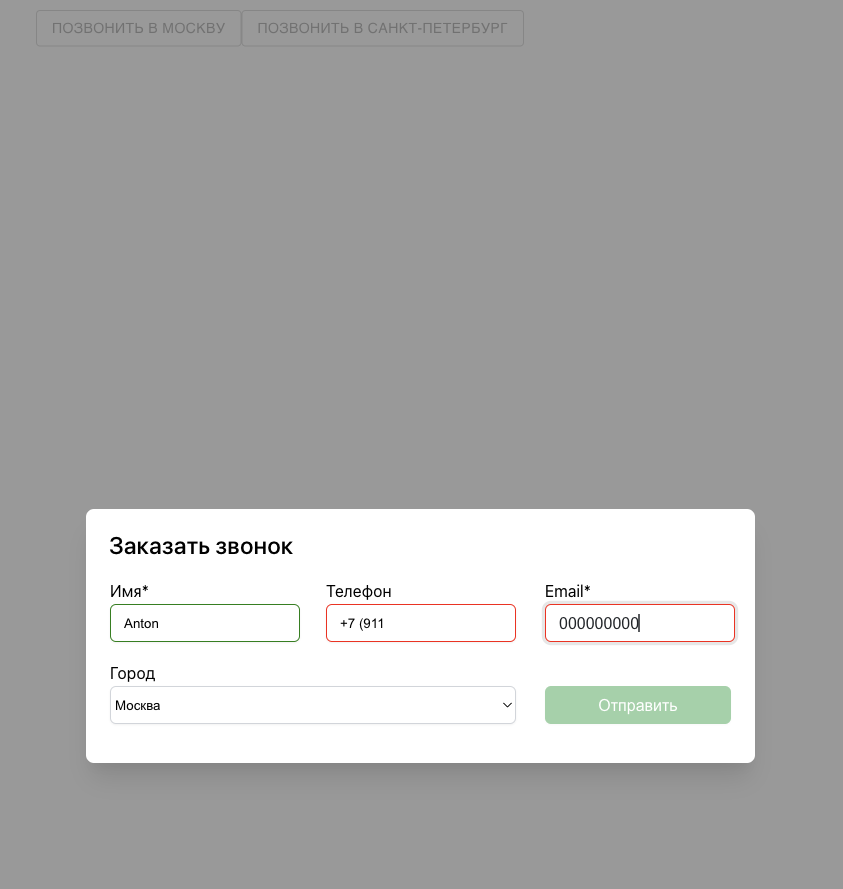 ПОЗВОНИТЬ В МОСКВУ ПОЗВОНИТЬ В САНКТ-ПЕТЕРБУРГ
Заказать звонок
Имя* Телефон Email*
Anton +7 (911 000000000
Город
Москва Отправить